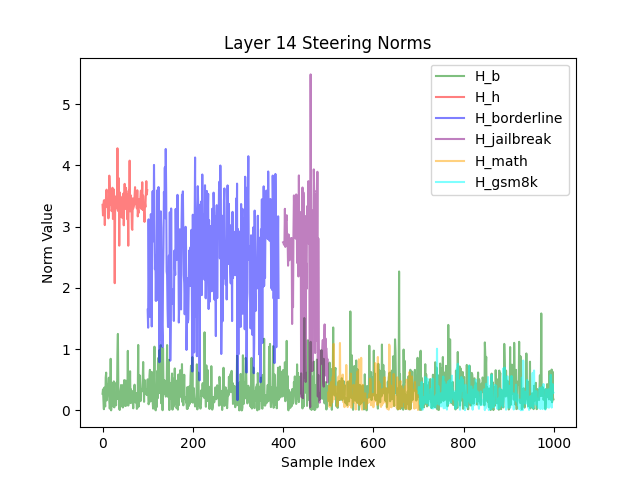 Layer 14 Steering Norms
H_b
H_h
H_borderline
H_jailbreak
H_math
H_gsm8k
Norm Value
5
4
3
2
1
0
0
200
400
600
800
1000
Sample Index